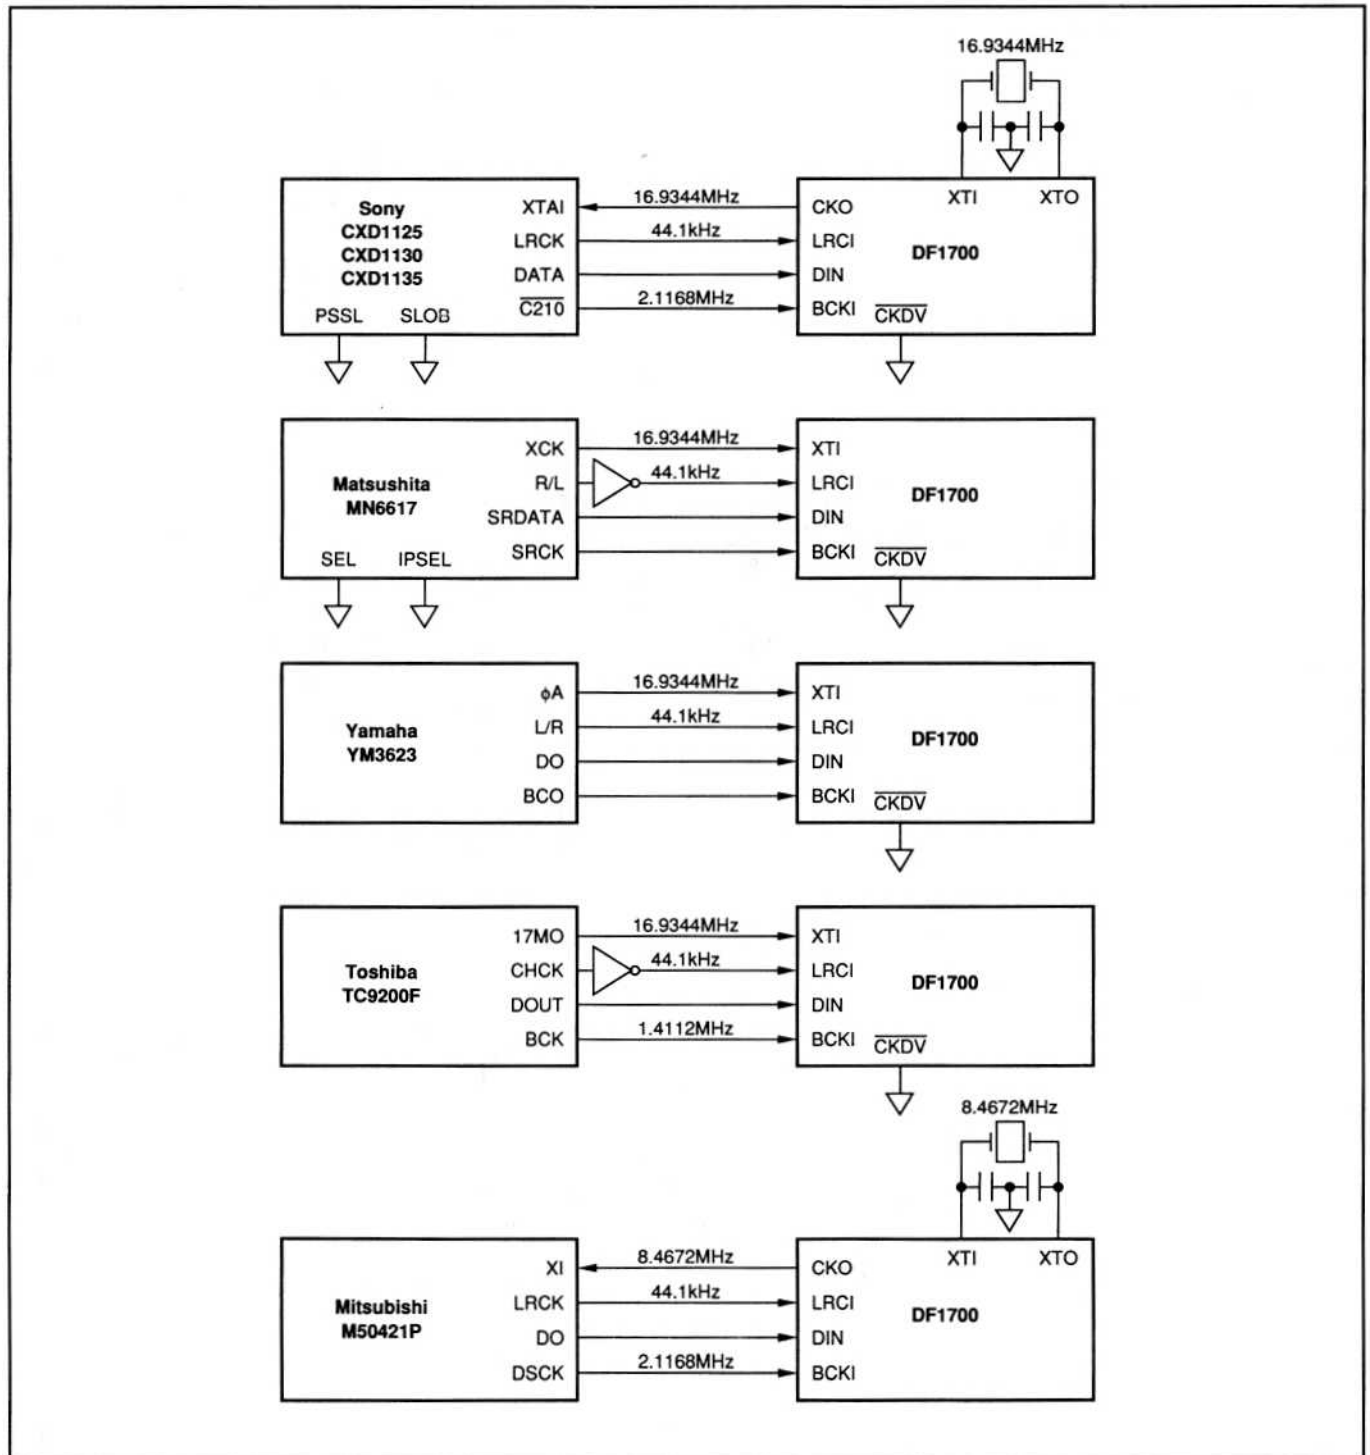 16.9344MHz
XTI XTO
Sony
CXD1125
CXD1130
CXD1135
XTAI 16.9344MHz CKO
LRCK 44.1kHz LRCI
DATA DIN
C210 2.1168MHz BCKI
PSSL SLOB
DF1700
CKDV
Matsushita
MN6617
XCK 16.9344MHz XTI
R/L 44.1kHz LRCI
SRDATA DIN
SRCK BCKI
SEL IPSEL
DF1700
CKDV
Yamaha
YM3623
ϕA 16.9344MHz XTI
L/R 44.1kHz LRCI
DO DIN
BCO BCKI
DF1700
CKDV
Toshiba
TC9200F
17MO 16.9344MHz XTI
CHCK 44.1kHz LRCI
DOUT DIN
BCK 1.4112MHz BCKI
DF1700
CKDV
8.4672MHz
XTI XTO
Mitsubishi
M50421P
XI 8.4672MHz CKO
LRCK 44.1kHz LRCI
DO DIN
DSCK 2.1168MHz BCKI
DF1700